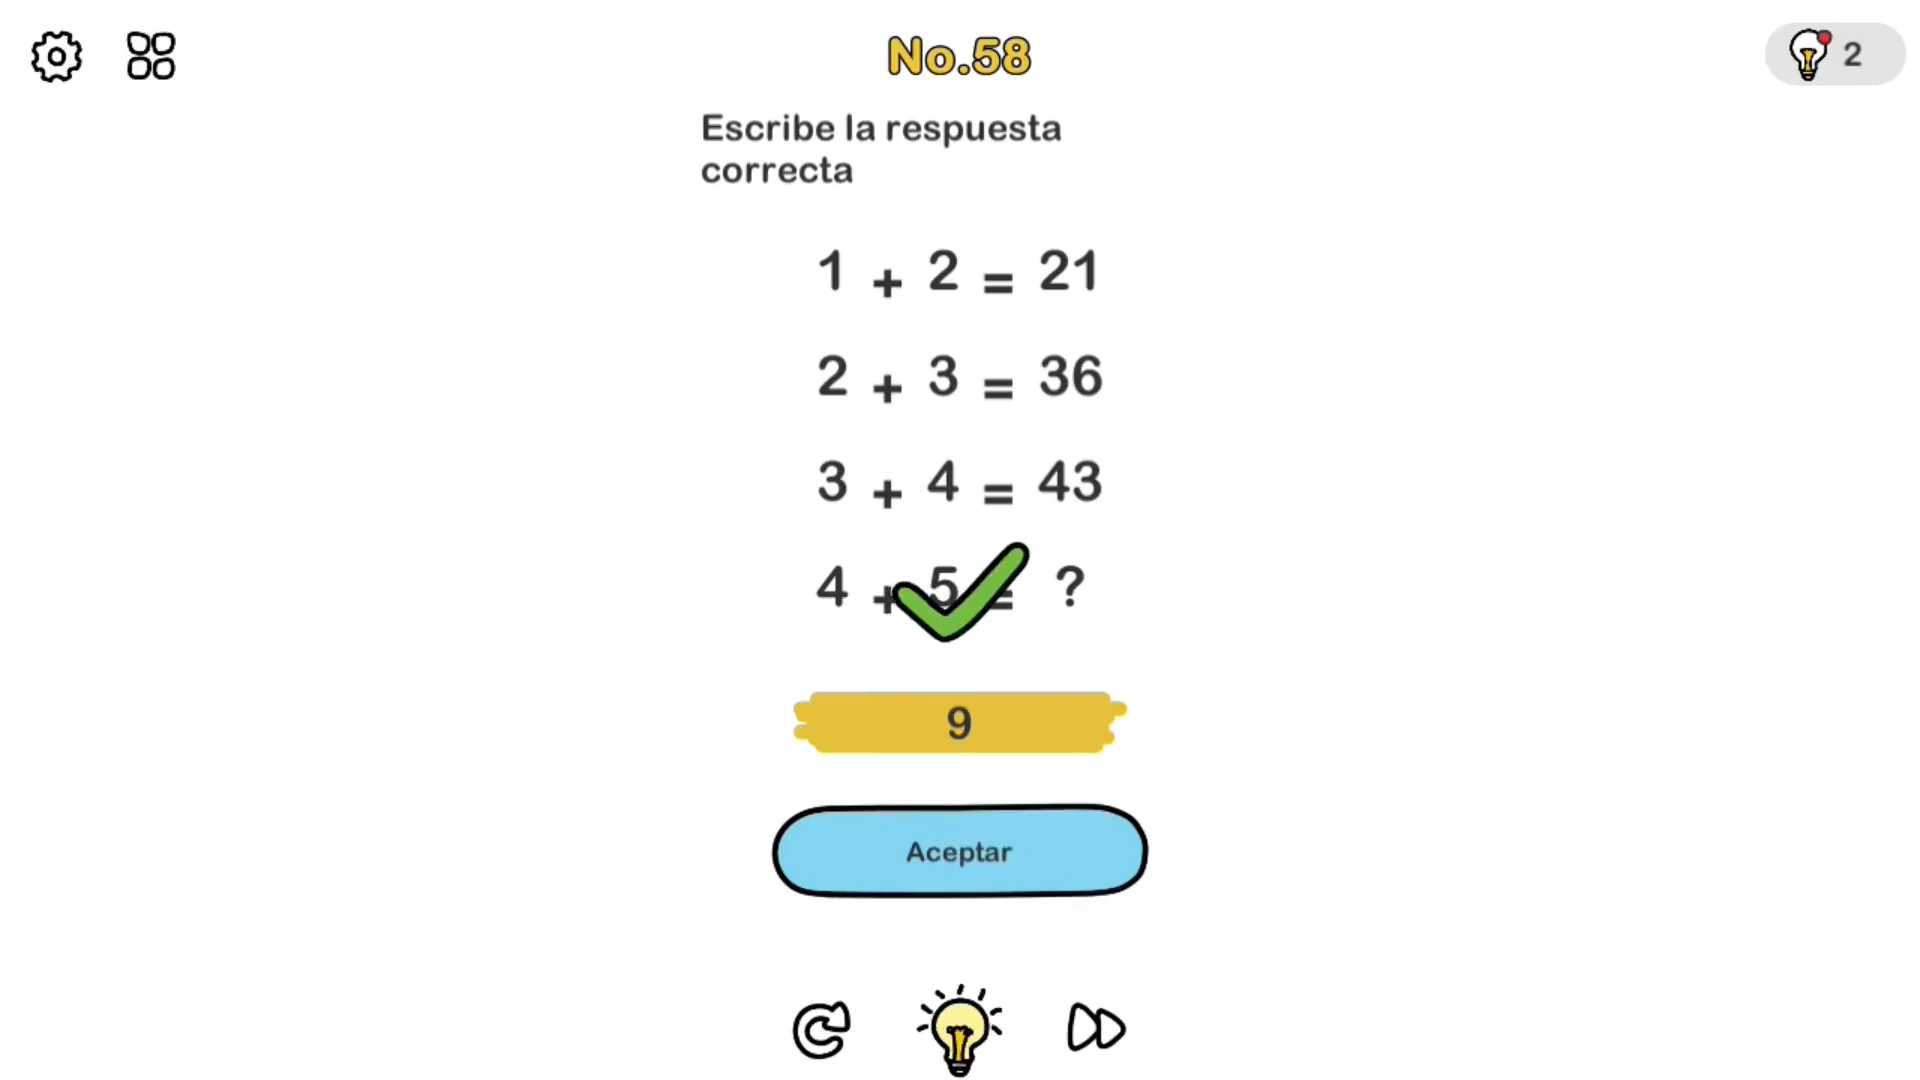 No.58
2
Escribe la respuesta
correcta
1 + 2 = 21
2 + 3 = 36
3 + 4 = 43
4 + 5 = ?
9
Aceptar